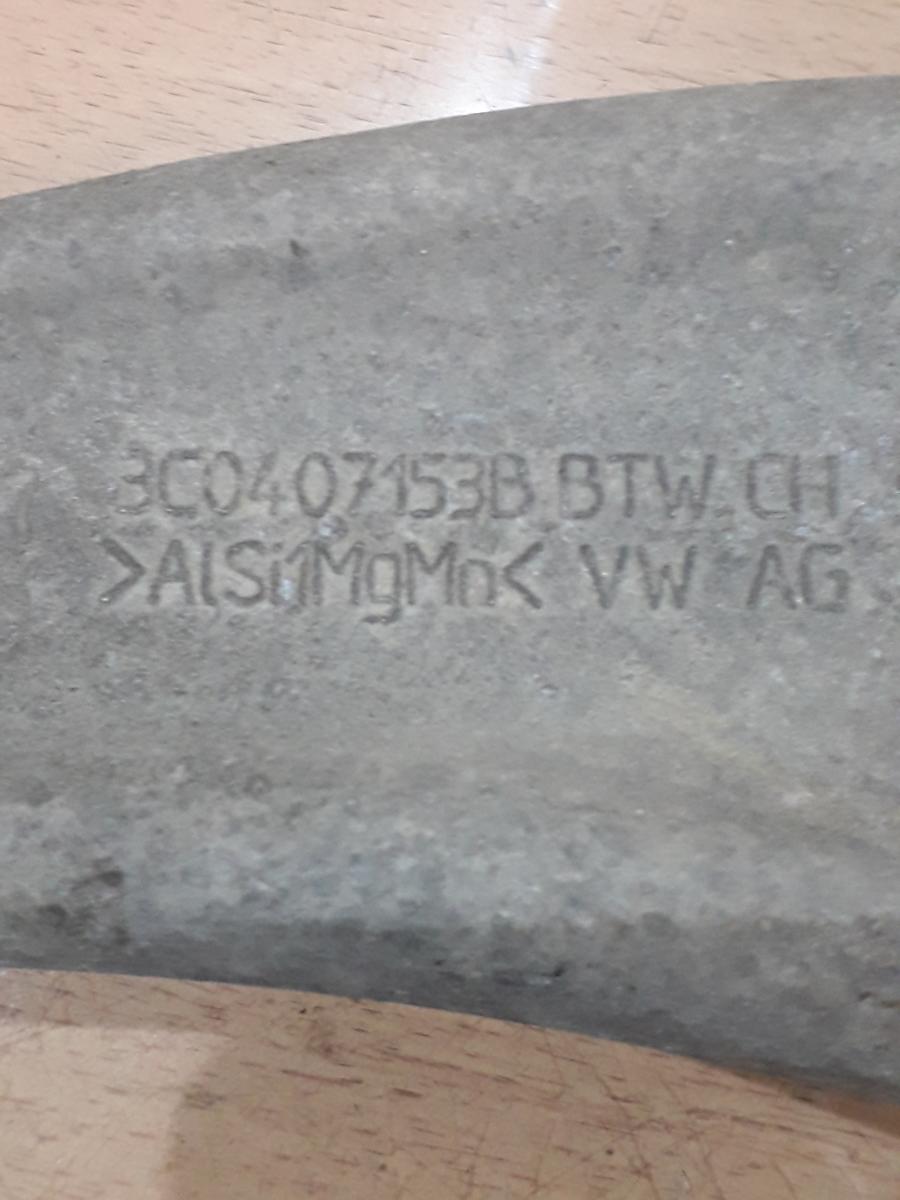 3C0407153B BTW CH
>AlSi1MgMn< VW AG